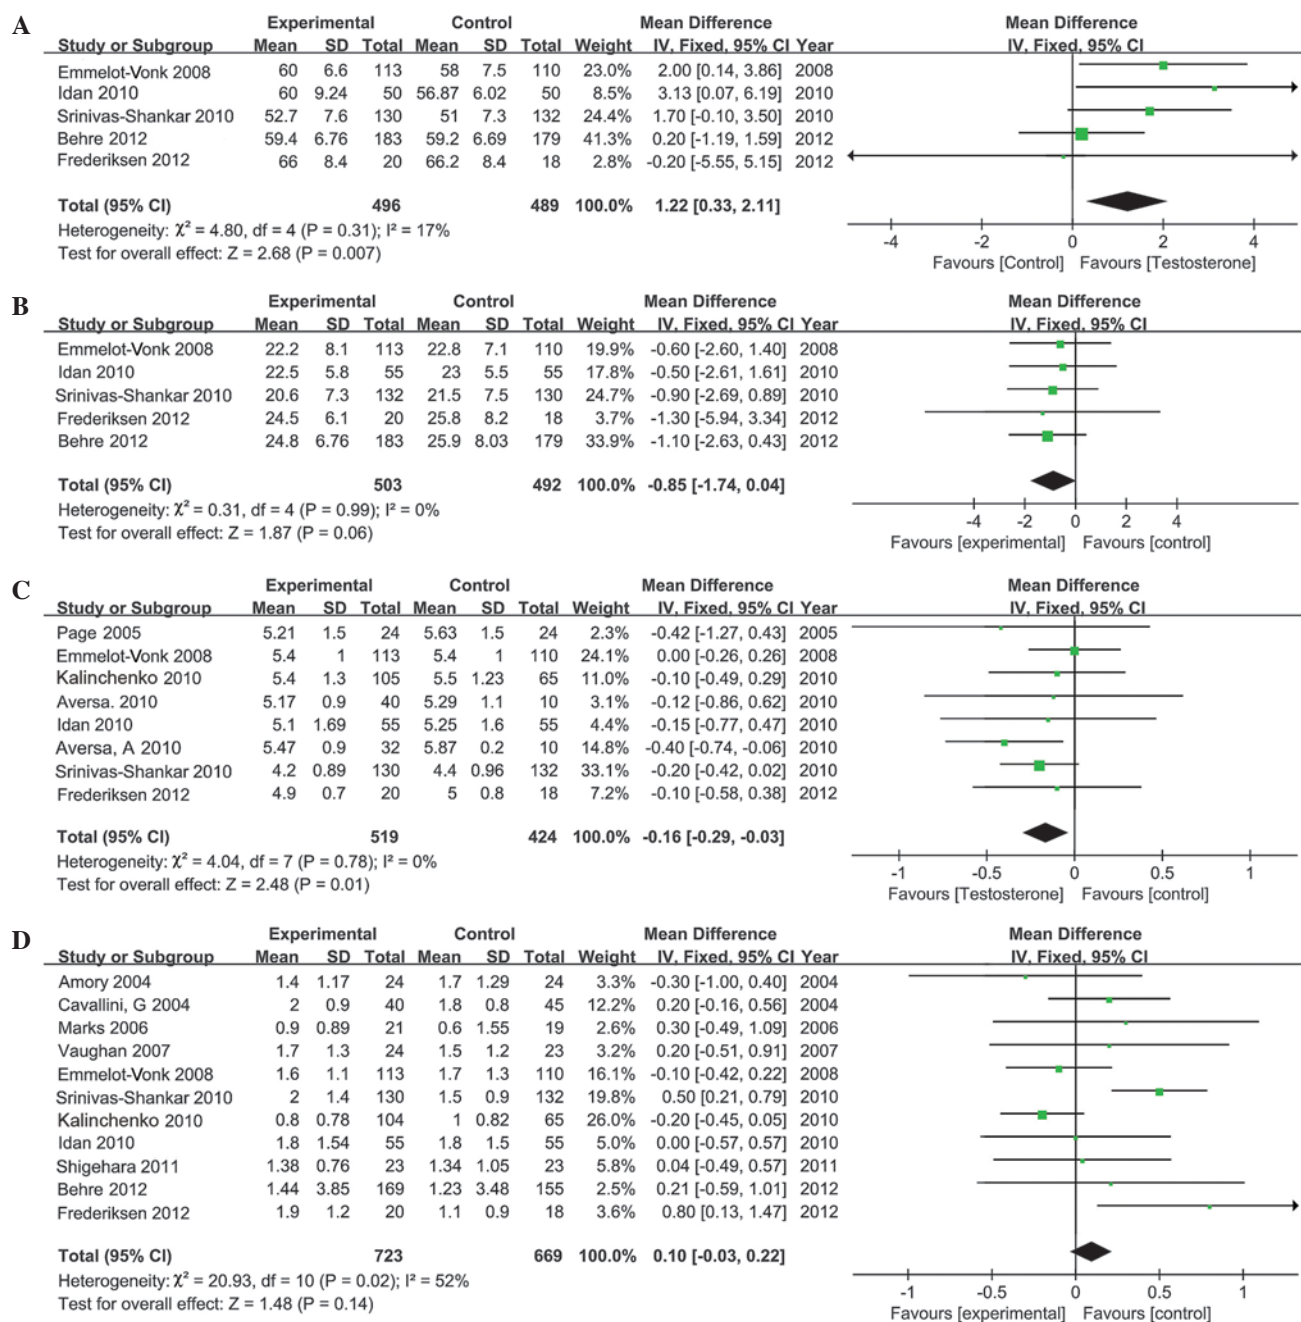 A
Experimental Control Mean Difference Mean Difference
Study or Subgroup Mean SD Total Mean SD Total Weight IV, Fixed, 95% CI Year IV, Fixed, 95% CI
Emmelot-Vonk 2008 60 6.6 113 58 7.5 110 23.0% 2.00 [0.14, 3.86] 2008
Idan 2010 60 9.24 50 56.87 6.02 50 8.5% 3.13 [0.07, 6.19] 2010
Srinivas-Shankar 2010 52.7 7.6 130 51 7.3 132 24.4% 1.70 [-0.10, 3.50] 2010
Behre 2012 59.4 6.76 183 59.2 6.69 179 41.3% 0.20 [-1.19, 1.59] 2012
Frederiksen 2012 66 8.4 20 66.2 8.4 18 2.8% -0.20 [-5.55, 5.15] 2012
Total (95% CI) 496 489 100.0% 1.22 [0.33, 2.11]
Heterogeneity: χ² = 4.80, df = 4 (P = 0.31); I² = 17%
Test for overall effect: Z = 2.68 (P = 0.007)
-4 -2 0 2 4
Favours [Control] Favours [Testosterone]
B
Experimental Control Mean Difference Mean Difference
Study or Subgroup Mean SD Total Mean SD Total Weight IV, Fixed, 95% CI Year IV, Fixed, 95% CI
Emmelot-Vonk 2008 22.2 8.1 113 22.8 7.1 110 19.9% -0.60 [-2.60, 1.40] 2008
Idan 2010 22.5 5.8 55 23 5.5 55 17.8% -0.50 [-2.61, 1.61] 2010
Srinivas-Shankar 2010 20.6 7.3 132 21.5 7.5 130 24.7% -0.90 [-2.69, 0.89] 2010
Frederiksen 2012 24.5 6.1 20 25.8 8.2 18 3.7% -1.30 [-5.94, 3.34] 2012
Behre 2012 24.8 6.76 183 25.9 8.03 179 33.9% -1.10 [-2.63, 0.43] 2012
Total (95% CI) 503 492 100.0% -0.85 [-1.74, 0.04]
Heterogeneity: χ² = 0.31, df = 4 (P = 0.99); I² = 0%
Test for overall effect: Z = 1.87 (P = 0.06)
-4 -2 0 2 4
Favours [experimental] Favours [control]
C
Experimental Control Mean Difference Mean Difference
Study or Subgroup Mean SD Total Mean SD Total Weight IV, Fixed, 95% CI Year IV, Fixed, 95% CI
Page 2005 5.21 1.5 24 5.63 1.5 24 2.3% -0.42 [-1.27, 0.43] 2005
Emmelot-Vonk 2008 5.4 1 113 5.4 1 110 24.1% 0.00 [-0.26, 0.26] 2008
Kalinchenko 2010 5.4 1.3 105 5.5 1.23 65 11.0% -0.10 [-0.49, 0.29] 2010
Aversa. 2010 5.17 0.9 40 5.29 1.1 10 3.1% -0.12 [-0.86, 0.62] 2010
Idan 2010 5.1 1.69 55 5.25 1.6 55 4.4% -0.15 [-0.77, 0.47] 2010
Aversa, A 2010 5.47 0.9 32 5.87 0.2 10 14.8% -0.40 [-0.74, -0.06] 2010
Srinivas-Shankar 2010 4.2 0.89 130 4.4 0.96 132 33.1% -0.20 [-0.42, 0.02] 2010
Frederiksen 2012 4.9 0.7 20 5 0.8 18 7.2% -0.10 [-0.58, 0.38] 2012
Total (95% CI) 519 424 100.0% -0.16 [-0.29, -0.03]
Heterogeneity: χ² = 4.04, df = 7 (P = 0.78); I² = 0%
Test for overall effect: Z = 2.48 (P = 0.01)
-1 -0.5 0 0.5 1
Favours [Testosterone] Favours [control]
D
Experimental Control Mean Difference Mean Difference
Study or Subgroup Mean SD Total Mean SD Total Weight IV, Fixed, 95% CI Year IV, Fixed, 95% CI
Amory 2004 1.4 1.17 24 1.7 1.29 24 3.3% -0.30 [-1.00, 0.40] 2004
Cavallini, G 2004 2 0.9 40 1.8 0.8 45 12.2% 0.20 [-0.16, 0.56] 2004
Marks 2006 0.9 0.89 21 0.6 1.55 19 2.6% 0.30 [-0.49, 1.09] 2006
Vaughan 2007 1.7 1.3 24 1.5 1.2 23 3.2% 0.20 [-0.51, 0.91] 2007
Emmelot-Vonk 2008 1.6 1.1 113 1.7 1.3 110 16.1% -0.10 [-0.42, 0.22] 2008
Srinivas-Shankar 2010 2 1.4 130 1.5 0.9 132 19.8% 0.50 [0.21, 0.79] 2010
Kalinchenko 2010 0.8 0.78 104 1 0.82 65 26.0% -0.20 [-0.45, 0.05] 2010
Idan 2010 1.8 1.54 55 1.8 1.5 55 5.0% 0.00 [-0.57, 0.57] 2010
Shigehara 2011 1.38 0.76 23 1.34 1.05 23 5.8% 0.04 [-0.49, 0.57] 2011
Behre 2012 1.44 3.85 169 1.23 3.48 155 2.5% 0.21 [-0.59, 1.01] 2012
Frederiksen 2012 1.9 1.2 20 1.1 0.9 18 3.6% 0.80 [0.13, 1.47] 2012
Total (95% CI) 723 669 100.0% 0.10 [-0.03, 0.22]
Heterogeneity: χ² = 20.93, df = 10 (P = 0.02); I² = 52%
Test for overall effect: Z = 1.48 (P = 0.14)
-1 -0.5 0 0.5 1
Favours [experimental] Favours [control]